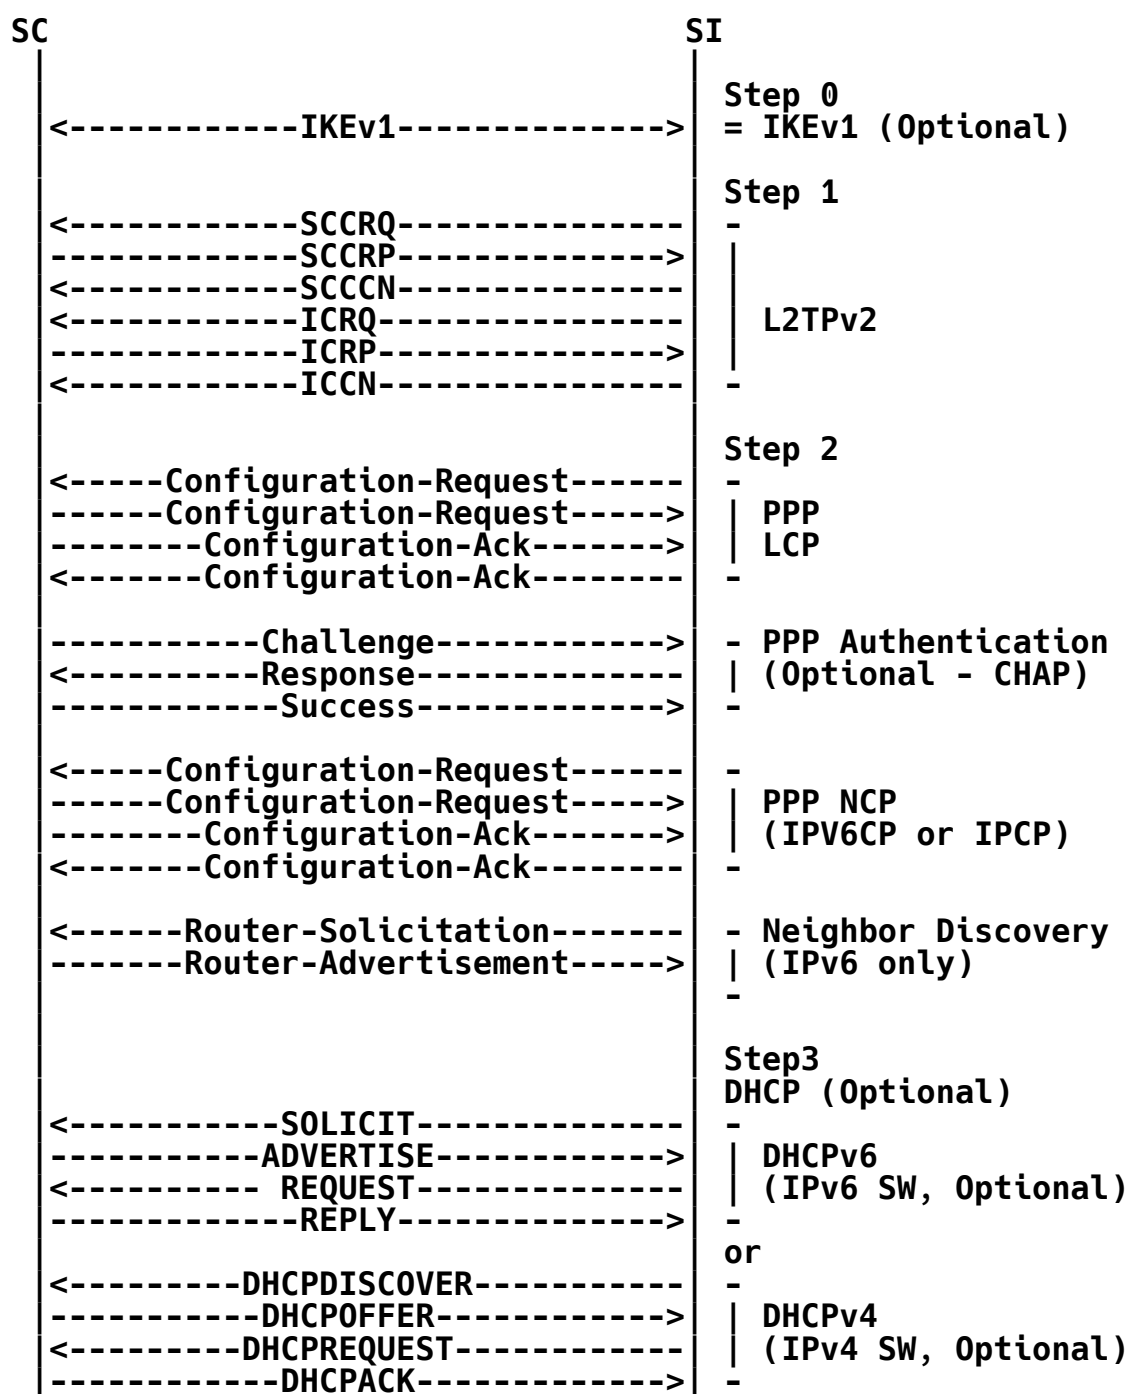 SC                                 SI
 |                                  |
 |                                  | Step 0
 |<------------IKEv1--------------> | = IKEv1 (Optional)
 |                                  |
 |                                  | Step 1
 |<------------SCCRQ--------------- | -
 |-------------SCCRP--------------> | |
 |<------------SCCCN--------------- | |
 |<------------ICRQ---------------- | | L2TPv2
 |-------------ICRP---------------> | |
 |<------------ICCN---------------- | -
 |                                  |
 |                                  | Step 2
 |<-----Configuration-Request------ | -
 |------Configuration-Request-----> | | PPP
 |--------Configuration-Ack-------> | | LCP
 |<-------Configuration-Ack-------- | -
 |                                  |
 |-----------Challenge------------> | - PPP Authentication
 |<----------Response-------------- | | (Optional - CHAP)
 |------------Success-------------> | -
 |                                  |
 |<-----Configuration-Request------ | -
 |------Configuration-Request-----> | | PPP NCP
 |--------Configuration-Ack-------> | | (IPV6CP or IPCP)
 |<-------Configuration-Ack-------- | -
 |                                  |
 |<------Router-Solicitation------- | - Neighbor Discovery
 |-------Router-Advertisement-----> | | (IPv6 only)
 |                                  | -
 |                                  |
 |                                  | Step3
 |                                  | DHCP (Optional)
 |<-----------SOLICIT-------------- | -
 |-----------ADVERTISE------------> | | DHCPv6
 |<---------- REQUEST-------------- | | (IPv6 SW, Optional)
 |-------------REPLY--------------> | -
 |                                  | or
 |<---------DHCPDISCOVER----------- | -
 |-----------DHCPOFFER------------> | | DHCPv4
 |<---------DHCPREQUEST------------ | | (IPv4 SW, Optional)
 |------------DHCPACK-------------> | -